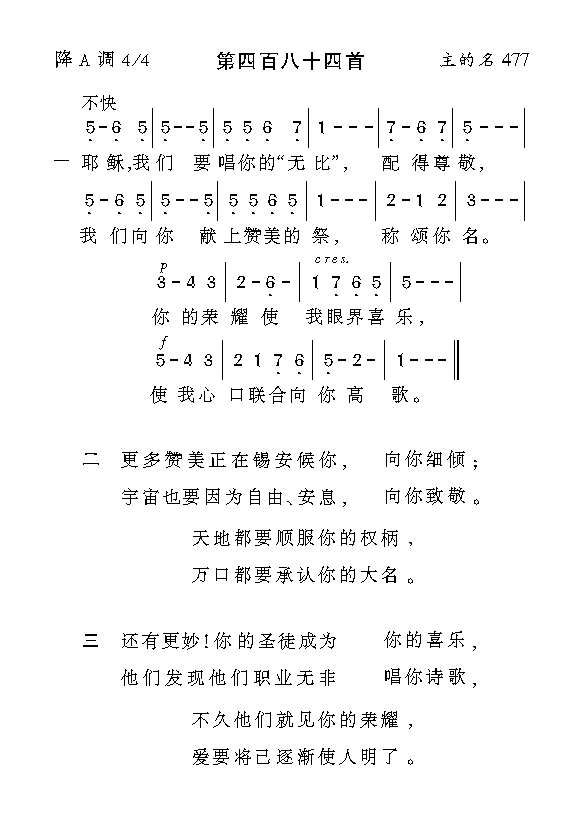 降 A 调 4/4 第四百八十四首 主的名 477
不快
5-6 5|5--5|5 5 6 7|1---|7-6 7|5---|
一 耶稣,我们 要唱你的“无比”, 配得尊敬,
5-6 5|5--5|5 5 6 5|1---|2-1 2|3---|
我们向你 献上赞美的祭, 称颂你名。
p cres.
3-4 3|2-6-|1 7 6 5|5---|
你的荣耀使 我眼界喜乐,
f
5-4 3|2 1 7 6|5-2-|1---‖
使我心口联合向你高 歌。
二 更多赞美正在锡安候你, 向你细倾;
宇宙也要因为自由、安息, 向你致敬。
天地都要顺服你的权柄,
万口都要承认你的大名。
三 还有更妙!你的圣徒成为 你的喜乐,
他们发现他们职业无非 唱你诗歌,
不久他们就见你的荣耀,
爱要将己逐渐使人明了。